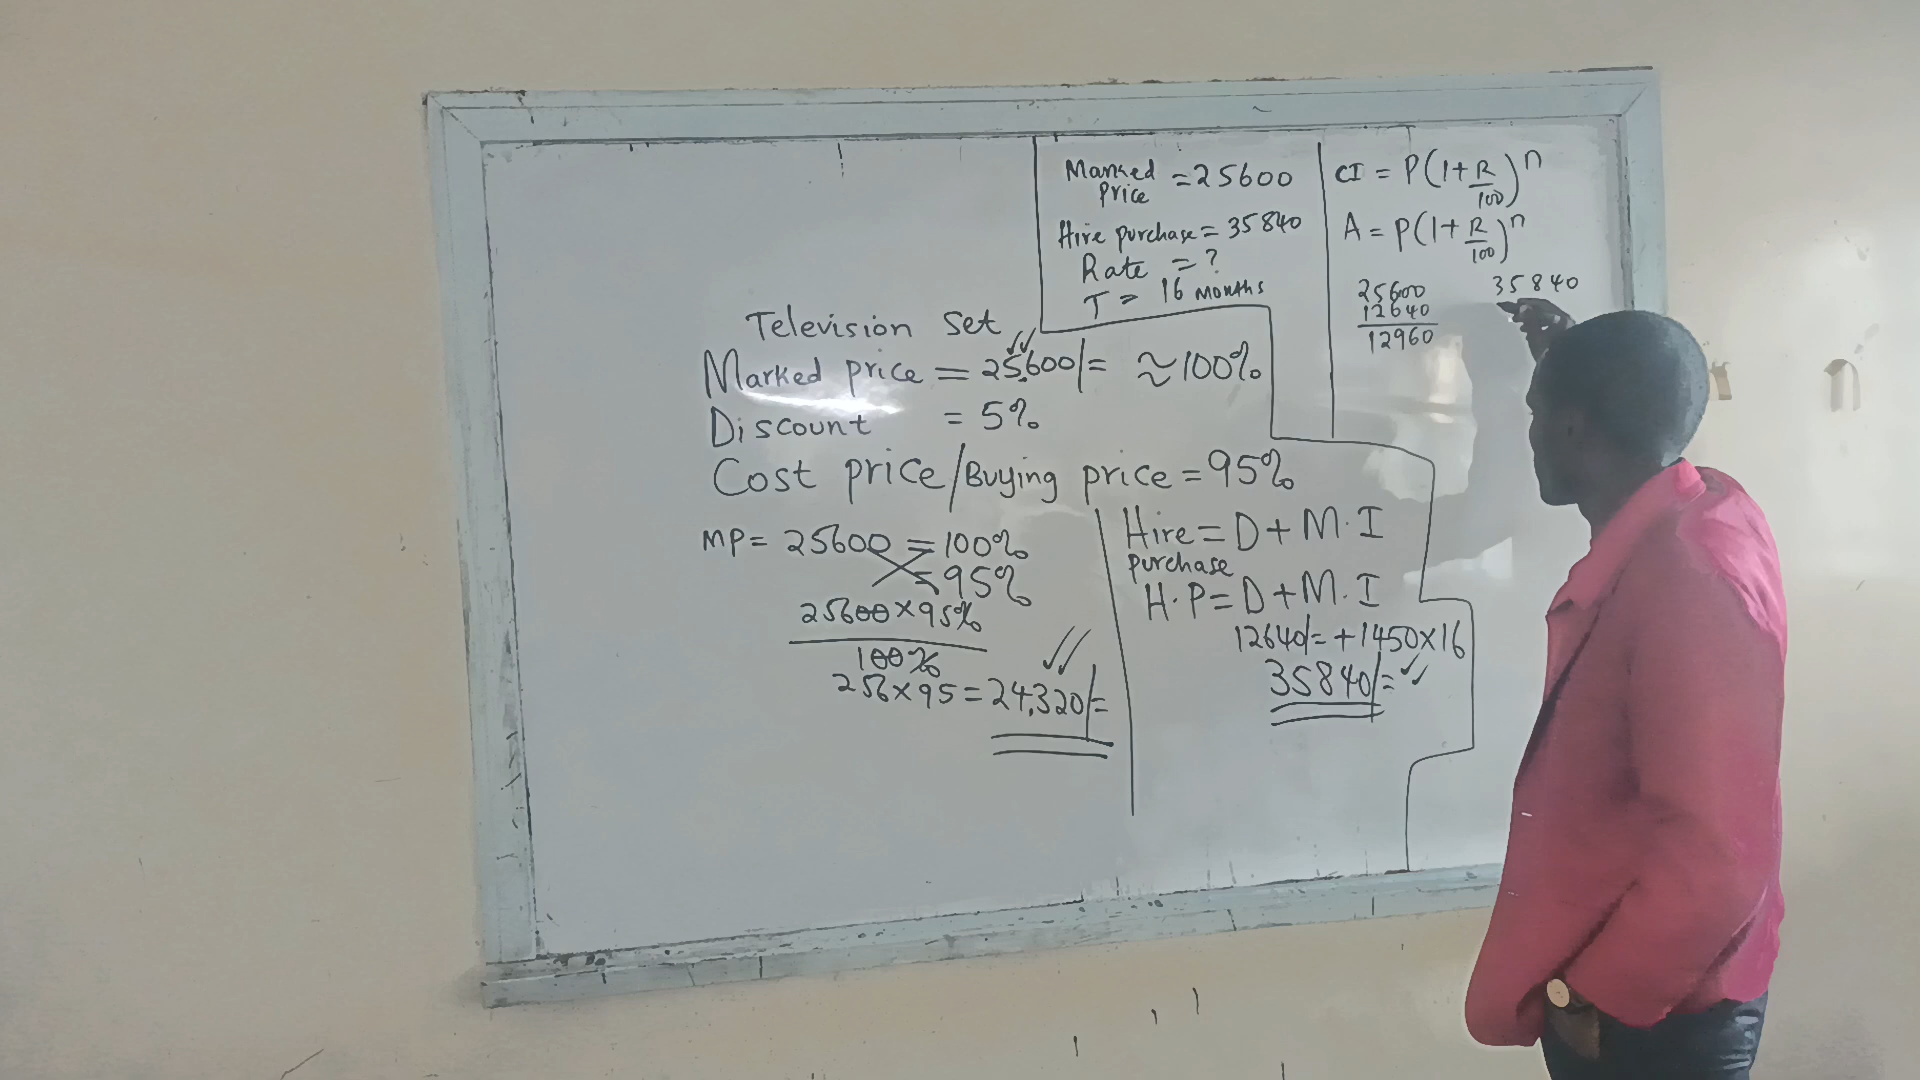 Marked = 25600
price
Hire purchase = 35840
Rate = ?
T = 16 months
CI = P(1+R/100)^n
A = P(1+R/100)^n
25600
12640
12960
35840
Television Set
Marked price = 25,600/= ≈ 100%
Discount = 5%
Cost price/Buying price = 95%
MP = 25600 = 100%
= 95%
25600 × 95%
100%
256 × 95 = 24,320/=
Hire = D + M.I
purchase
H.P = D + M.I
12640/= + 1450×16
35840/=